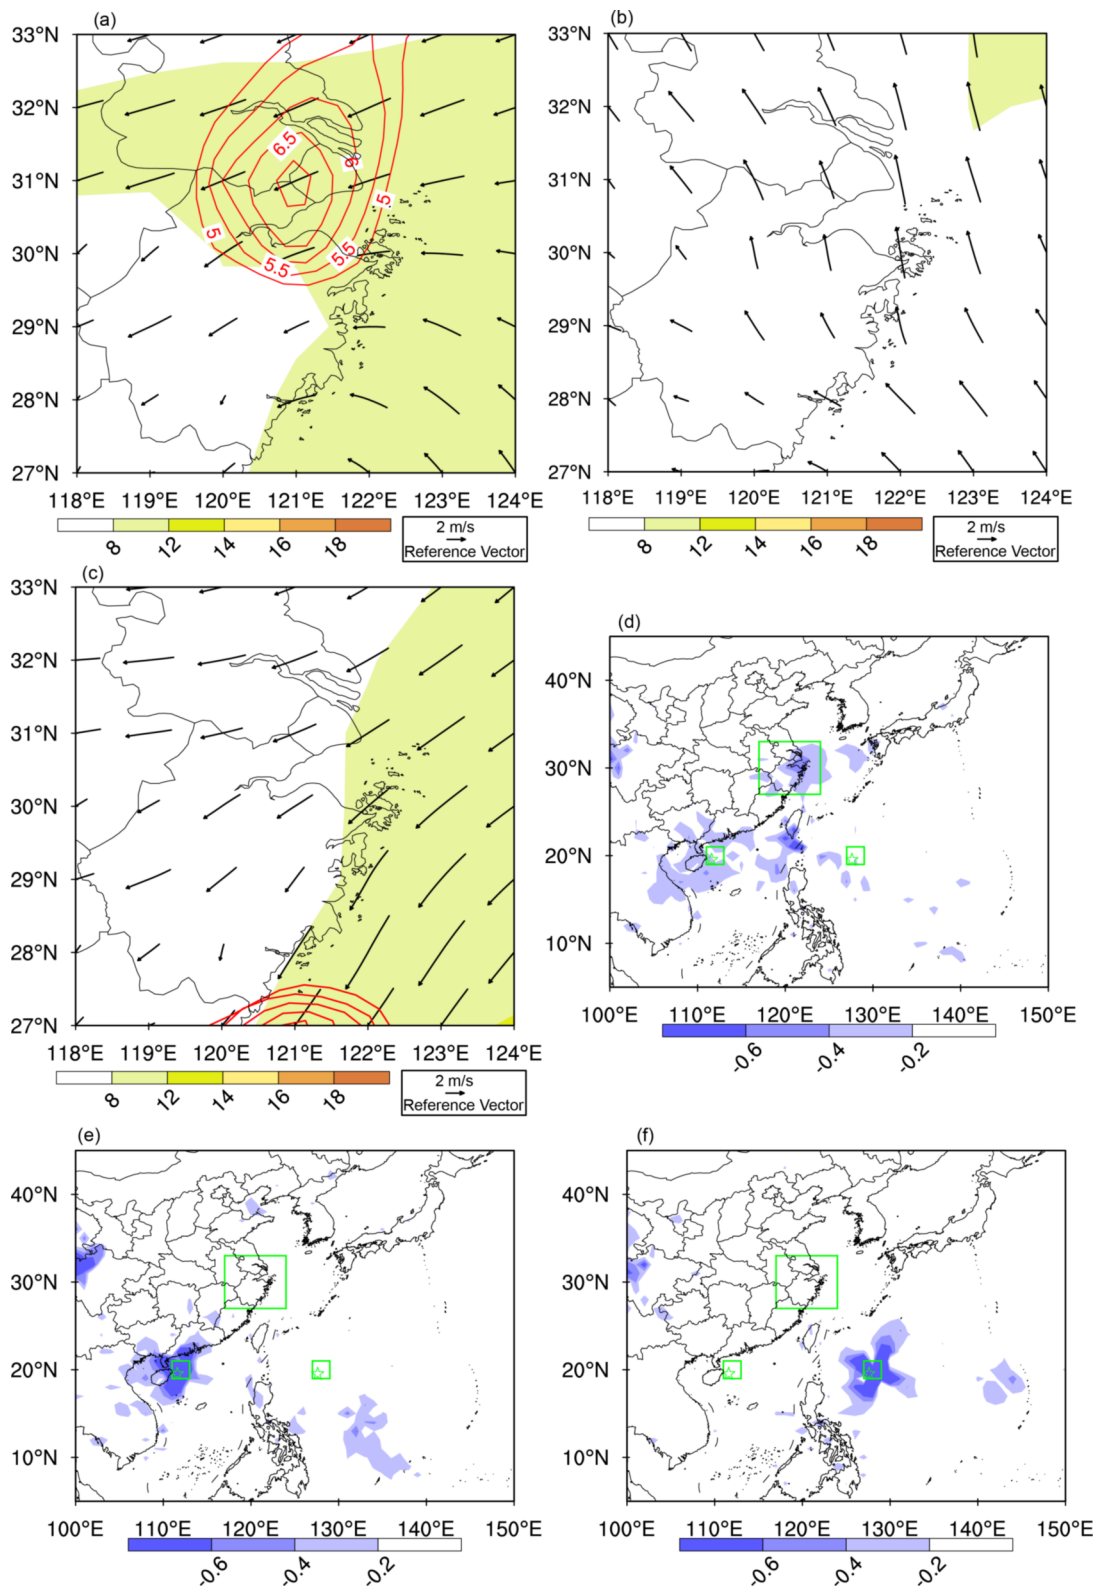 (a)
(b)
33°N
32°N
31°N
30°N
29°N
28°N
27°N
6.5
6
5
5
5.5
5.5
118°E 119°E 120°E 121°E 122°E 123°E 124°E
8 12 14 16 18
2 m/s
Reference Vector
33°N
32°N
31°N
30°N
29°N
28°N
27°N
118°E 119°E 120°E 121°E 122°E 123°E 124°E
8 12 14 16 18
2 m/s
Reference Vector
(c)
33°N
32°N
31°N
30°N
29°N
28°N
27°N
118°E 119°E 120°E 121°E 122°E 123°E 124°E
8 12 14 16 18
2 m/s
Reference Vector
(d)
40°N
30°N
20°N
10°N
100°E 110°E 120°E 130°E 140°E 150°E
-0.6 -0.4 -0.2
(e)
40°N
30°N
20°N
10°N
100°E 110°E 120°E 130°E 140°E 150°E
-0.6 -0.4 -0.2
(f)
40°N
30°N
20°N
10°N
100°E 110°E 120°E 130°E 140°E 150°E
-0.6 -0.4 -0.2